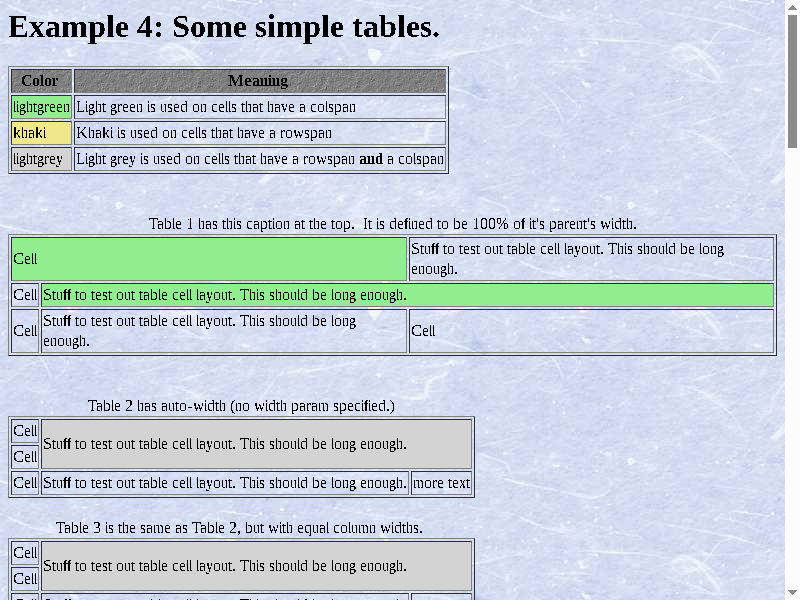 Example 4: Some simple tables.
Color Meaning
lightgreen Light green is used on cells that have a colspan
khaki Khaki is used on cells that have a rowspan
lightgrey Light grey is used on cells that have a rowspan and a colspan
Table 1 has this caption at the top.  It is defined to be 100% of it's parent's width.
Cell Stuff to test out table cell layout. This should be long
enough.
Cell Stuff to test out table cell layout. This should be long enough.
Cell Stuff to test out table cell layout. This should be long
enough. Cell
Table 2 has auto-width (no width param specified.)
Cell Stuff to test out table cell layout. This should be long enough.
Cell
Cell Stuff to test out table cell layout. This should be long enough. more text
Table 3 is the same as Table 2, but with equal column widths.
Cell Stuff to test out table cell layout. This should be long enough.
Cell